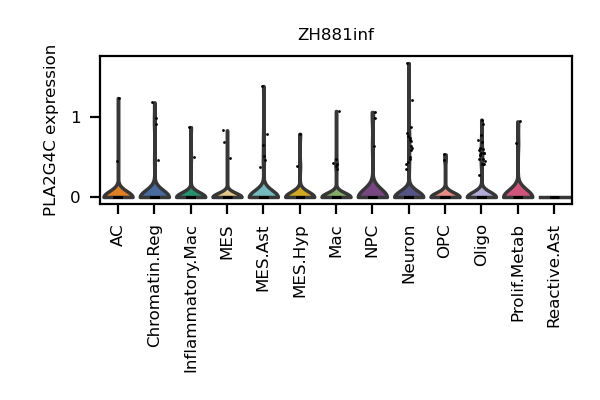 ZH881inf
PLA2G4C expression
1
0
AC
Chromatin.Reg
Inflammatory.Mac
MES
MES.Ast
MES.Hyp
Mac
NPC
Neuron
OPC
Oligo
Prolif.Metab
Reactive.Ast